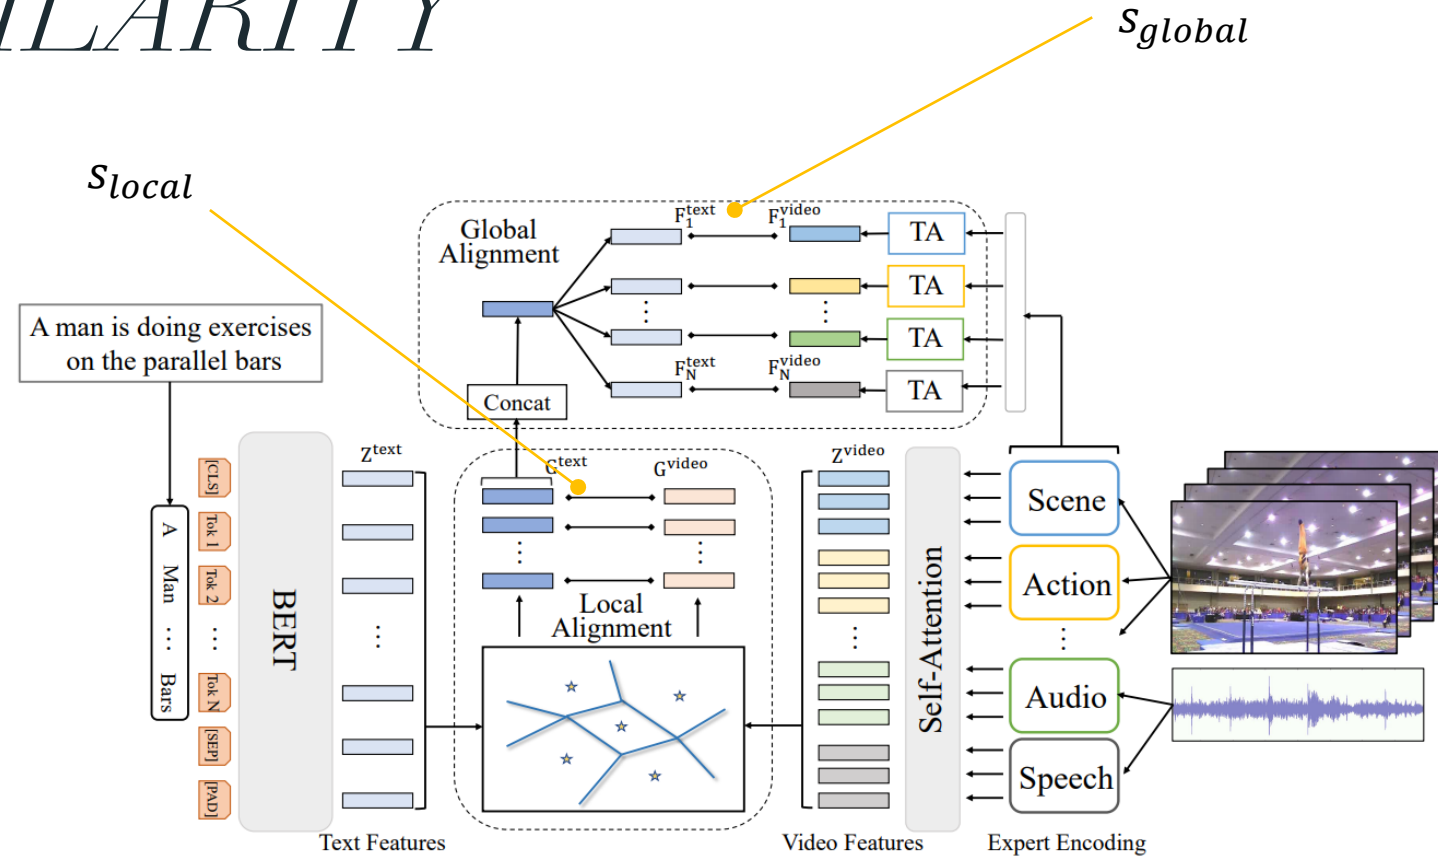 ILARITY
s_global
s_local
Global
Alignment
F_1^text
F_1^video
TA
TA
⋮
⋮
TA
F_N^text
F_N^video
TA
Concat
A man is doing exercises
on the parallel bars
[CLS]
Tok 1
Tok 2
...
Tok N
[SEP]
[PAD]
A
Man
...
Bars
BERT
Z^text
⋮
Text Features
G^text
G^video
⋮
⋮
Local
Alignment
Z^video
⋮
Video Features
Self-Attention
Scene
Action
⋮
Audio
Speech
Expert Encoding